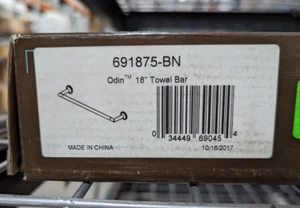 691875-BN
Odin™ 18" Towel Bar
0 34449 69045 4
MADE IN CHINA
10/16/2017